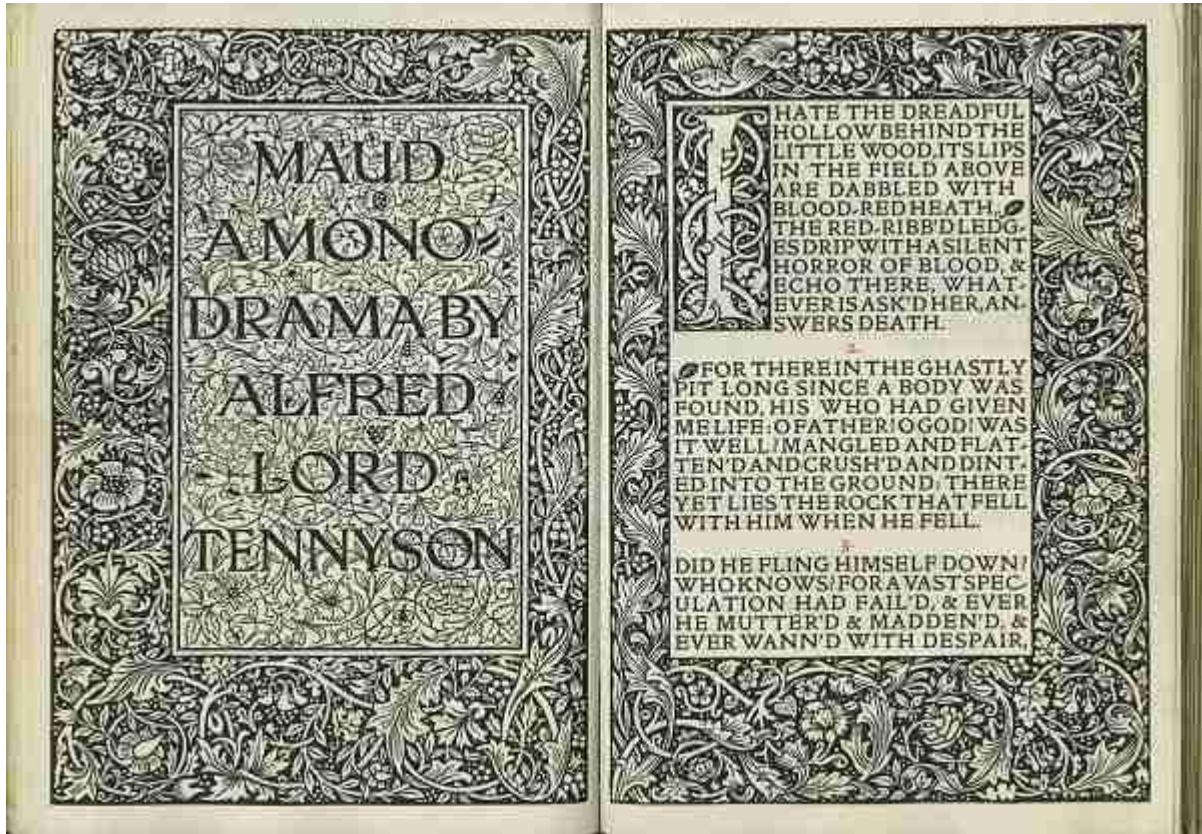 MAUD
A MONO-
DRAMA BY
ALFRED
LORD
TENNYSON
I HATE THE DREADFUL
HOLLOW BEHIND THE
LITTLE WOOD, ITS LIPS
IN THE FIELD ABOVE
ARE DABBLED WITH
BLOOD-RED HEATH,
THE RED-RIBB'D LEDG-
ES DRIP WITH A SILENT
HORROR OF BLOOD, &
ECHO THERE, WHAT-
EVER IS ASK'D HER, AN-
SWERS DEATH.
2.
FOR THERE IN THE GHASTLY
PIT LONG SINCE A BODY WAS
FOUND, HIS WHO HAD GIVEN
ME LIFE: O FATHER! O GOD! WAS
IT WELL? MANGLED AND FLAT-
TEN'D AND CRUSH'D AND DINT-
ED INTO THE GROUND: THERE
YET LIES THE ROCK THAT FELL
WITH HIM WHEN HE FELL.
3.
DID HE FLING HIMSELF DOWN?
WHO KNOWS? FOR A VAST SPEC-
ULATION HAD FAIL'D, & EVER
HE MUTTER'D & MADDEN'D, &
EVER WANN'D WITH DESPAIR,